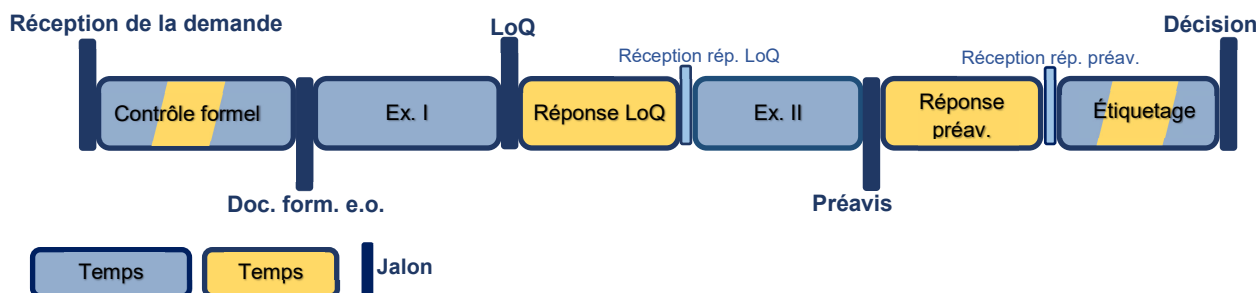 Réception de la demande
LoQ
Décision
Réception rép. LoQ
Réception rép. préav.
Contrôle formel
Ex. I
Réponse LoQ
Ex. II
Réponse
préav.
Étiquetage
Doc. form. e.o.
Préavis
Temps
Temps
Jalon